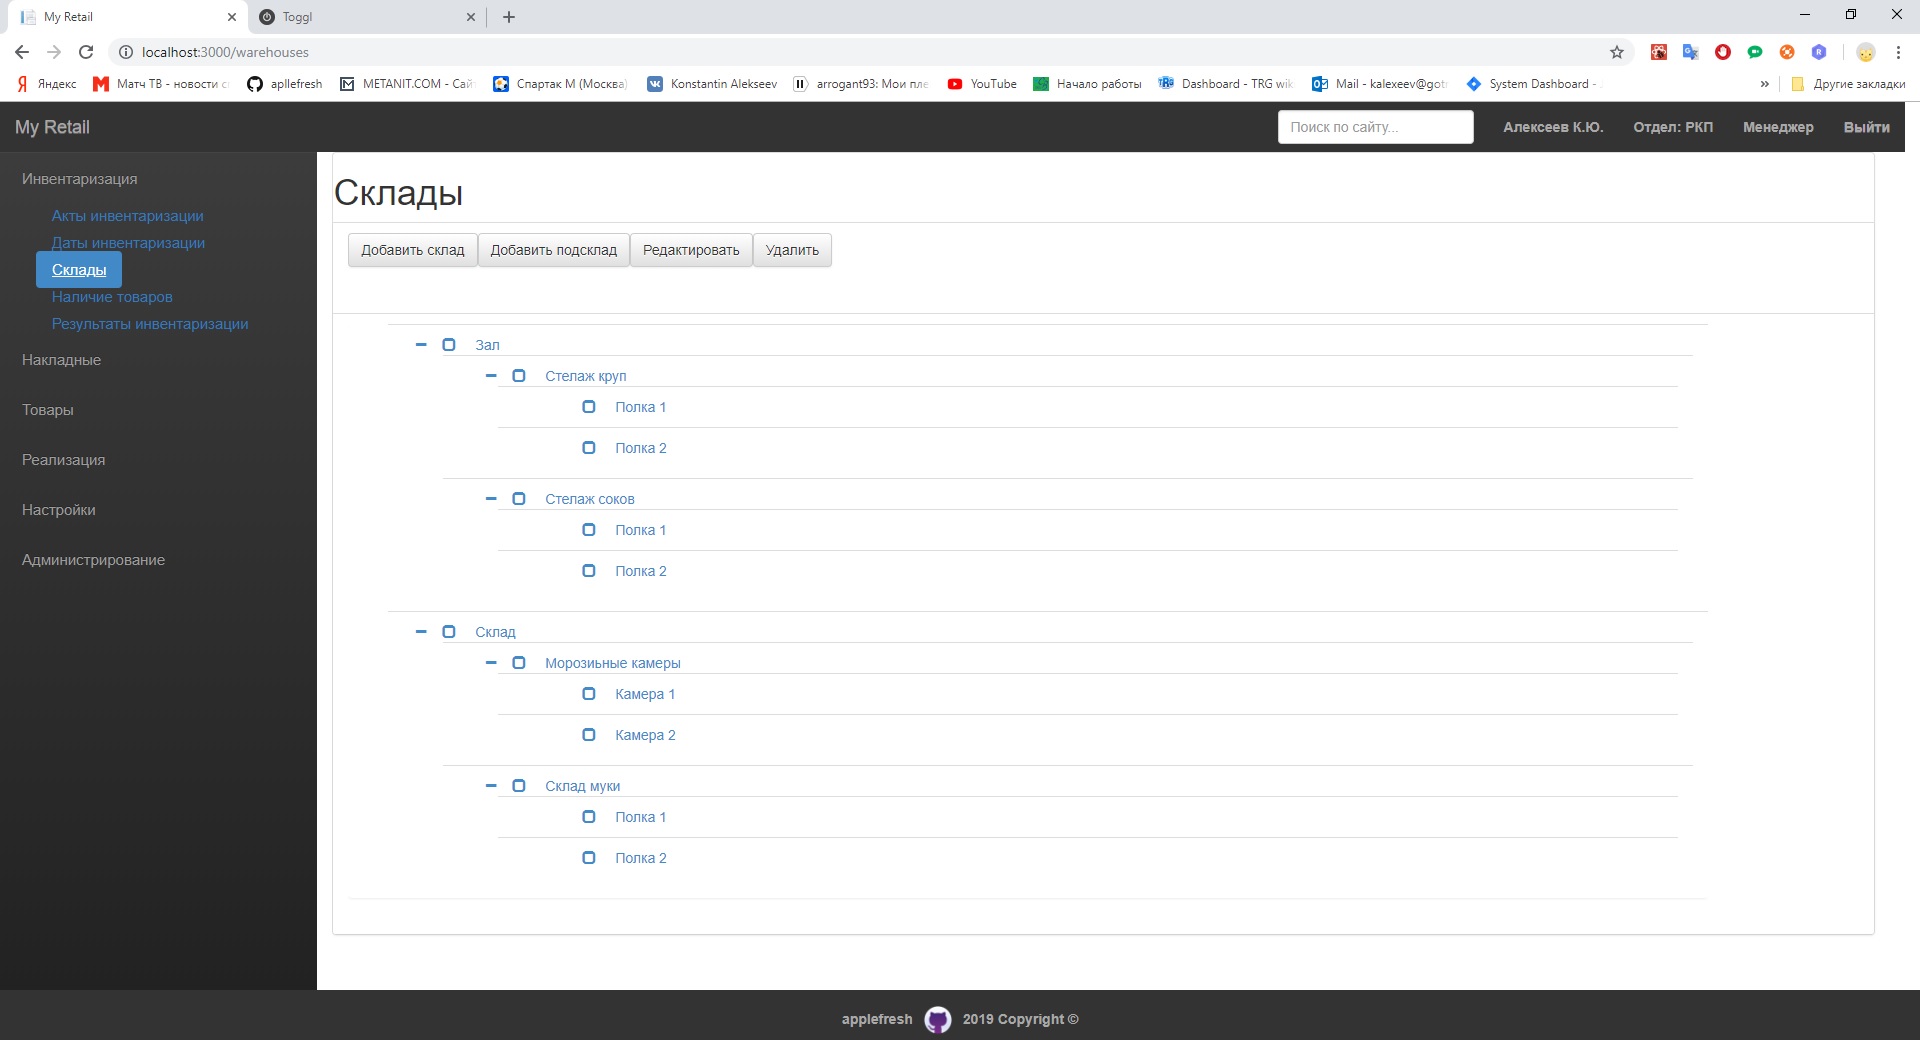 My Retail
Toggl
localhost:3000/warehouses
Яндекс
Матч ТВ - новости с
apllefresh
METANIT.COM - Сай
Спартак М (Москва)
Konstantin Alekseev
arrogant93: Мои пле
YouTube
Начало работы
Dashboard - TRG wik
Mail - kalexeev@got
System Dashboard -
»
Другие закладки
My Retail
Поиск по сайту...
Алексеев К.Ю.
Отдел: РКП
Менеджер
Выйти
Инвентаризация
Акты инвентаризации
Даты инвентаризации
Склады
Наличие товаров
Результаты инвентаризации
Накладные
Товары
Реализация
Настройки
Администрирование
Склады
Добавить склад
Добавить подсклад
Редактировать
Удалить
Зал
Стелаж круп
Полка 1
Полка 2
Стелаж соков
Полка 1
Полка 2
Склад
Морозиьные камеры
Камера 1
Камера 2
Склад муки
Полка 1
Полка 2
applefresh
2019 Copyright ©